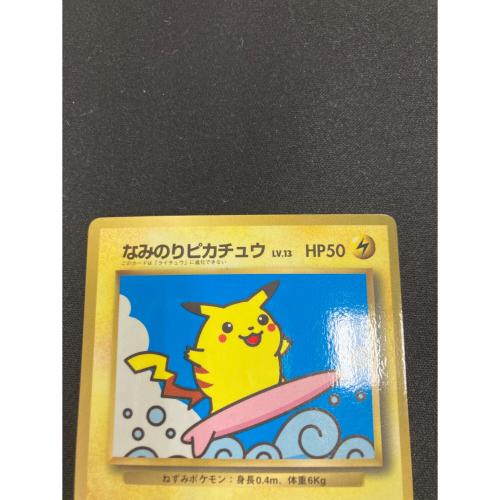 なみのりピカチュウ LV.13 HP50
このカードは「ライチュウ」に進化できない
ねずみポケモン：身長0.4m、体重6Kg